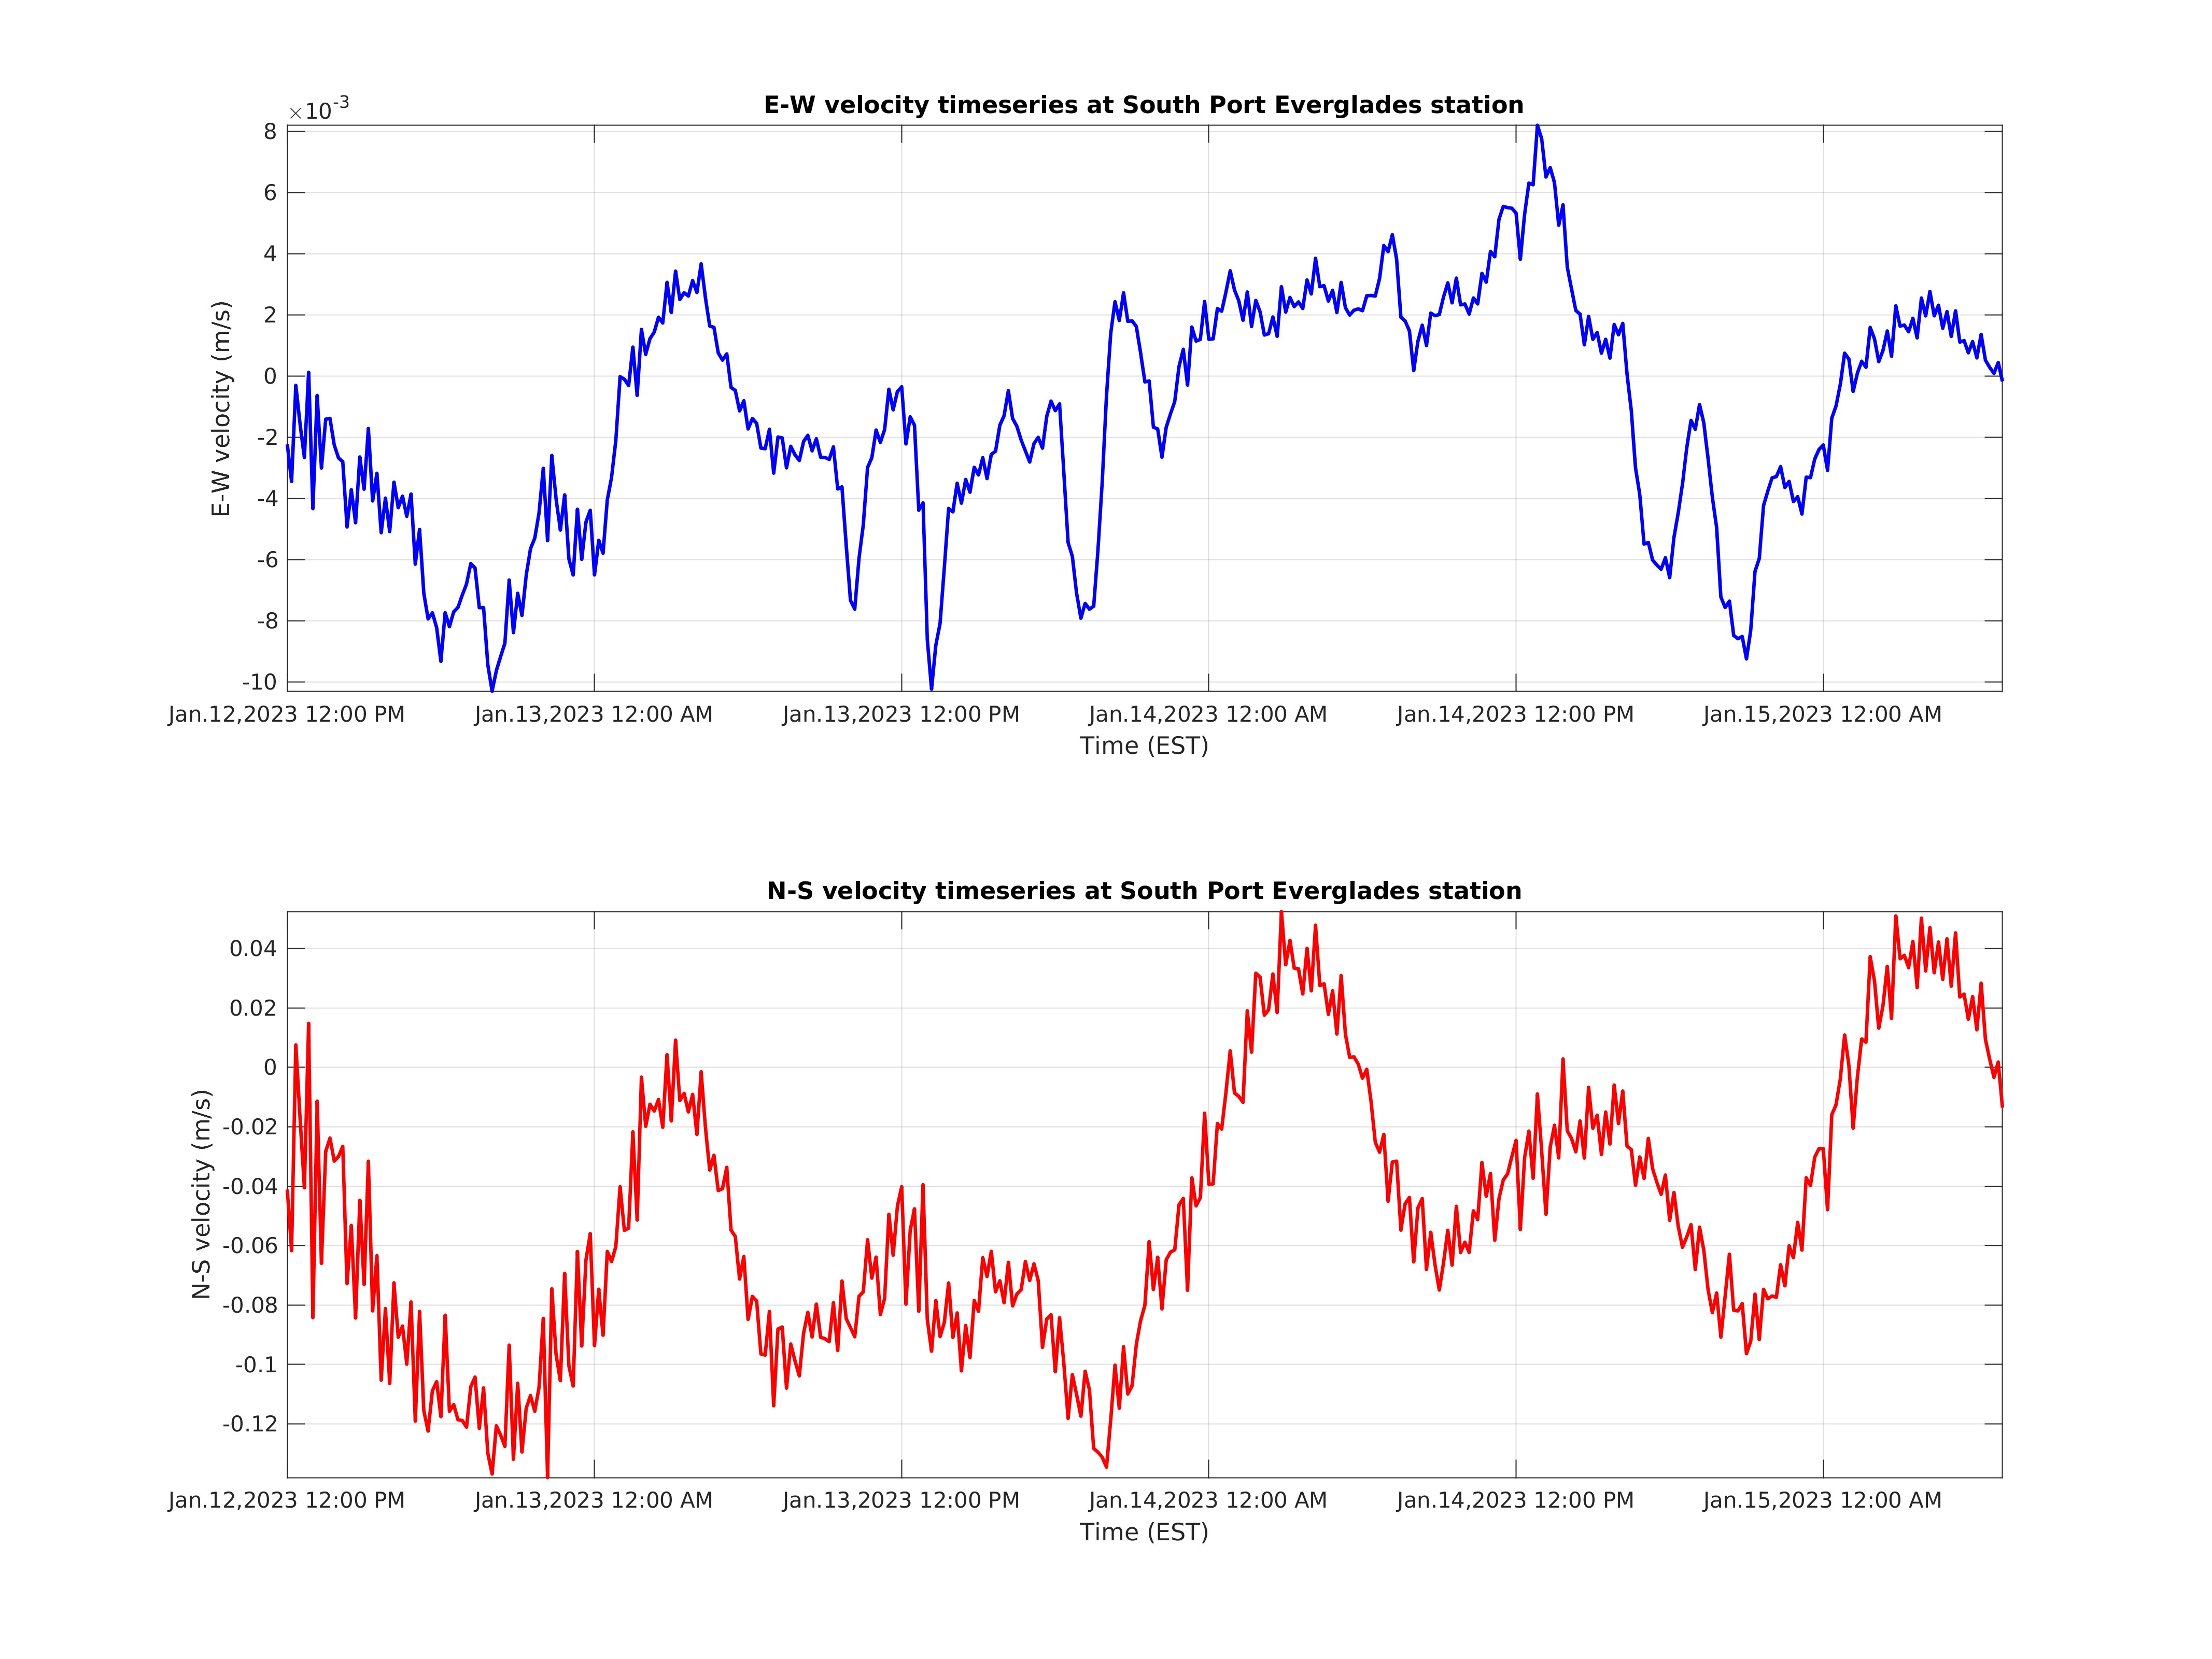 ×10-3
E-W velocity timeseries at South Port Everglades station
8
6
4
2
0
-2
-4
-6
-8
-10
E-W velocity (m/s)
Jan.12,2023 12:00 PM Jan.13,2023 12:00 AM Jan.13,2023 12:00 PM Jan.14,2023 12:00 AM Jan.14,2023 12:00 PM Jan.15,2023 12:00 AM
Time (EST)
N-S velocity timeseries at South Port Everglades station
0.04
0.02
0
-0.02
-0.04
-0.06
-0.08
-0.1
-0.12
N-S velocity (m/s)
Jan.12,2023 12:00 PM Jan.13,2023 12:00 AM Jan.13,2023 12:00 PM Jan.14,2023 12:00 AM Jan.14,2023 12:00 PM Jan.15,2023 12:00 AM
Time (EST)